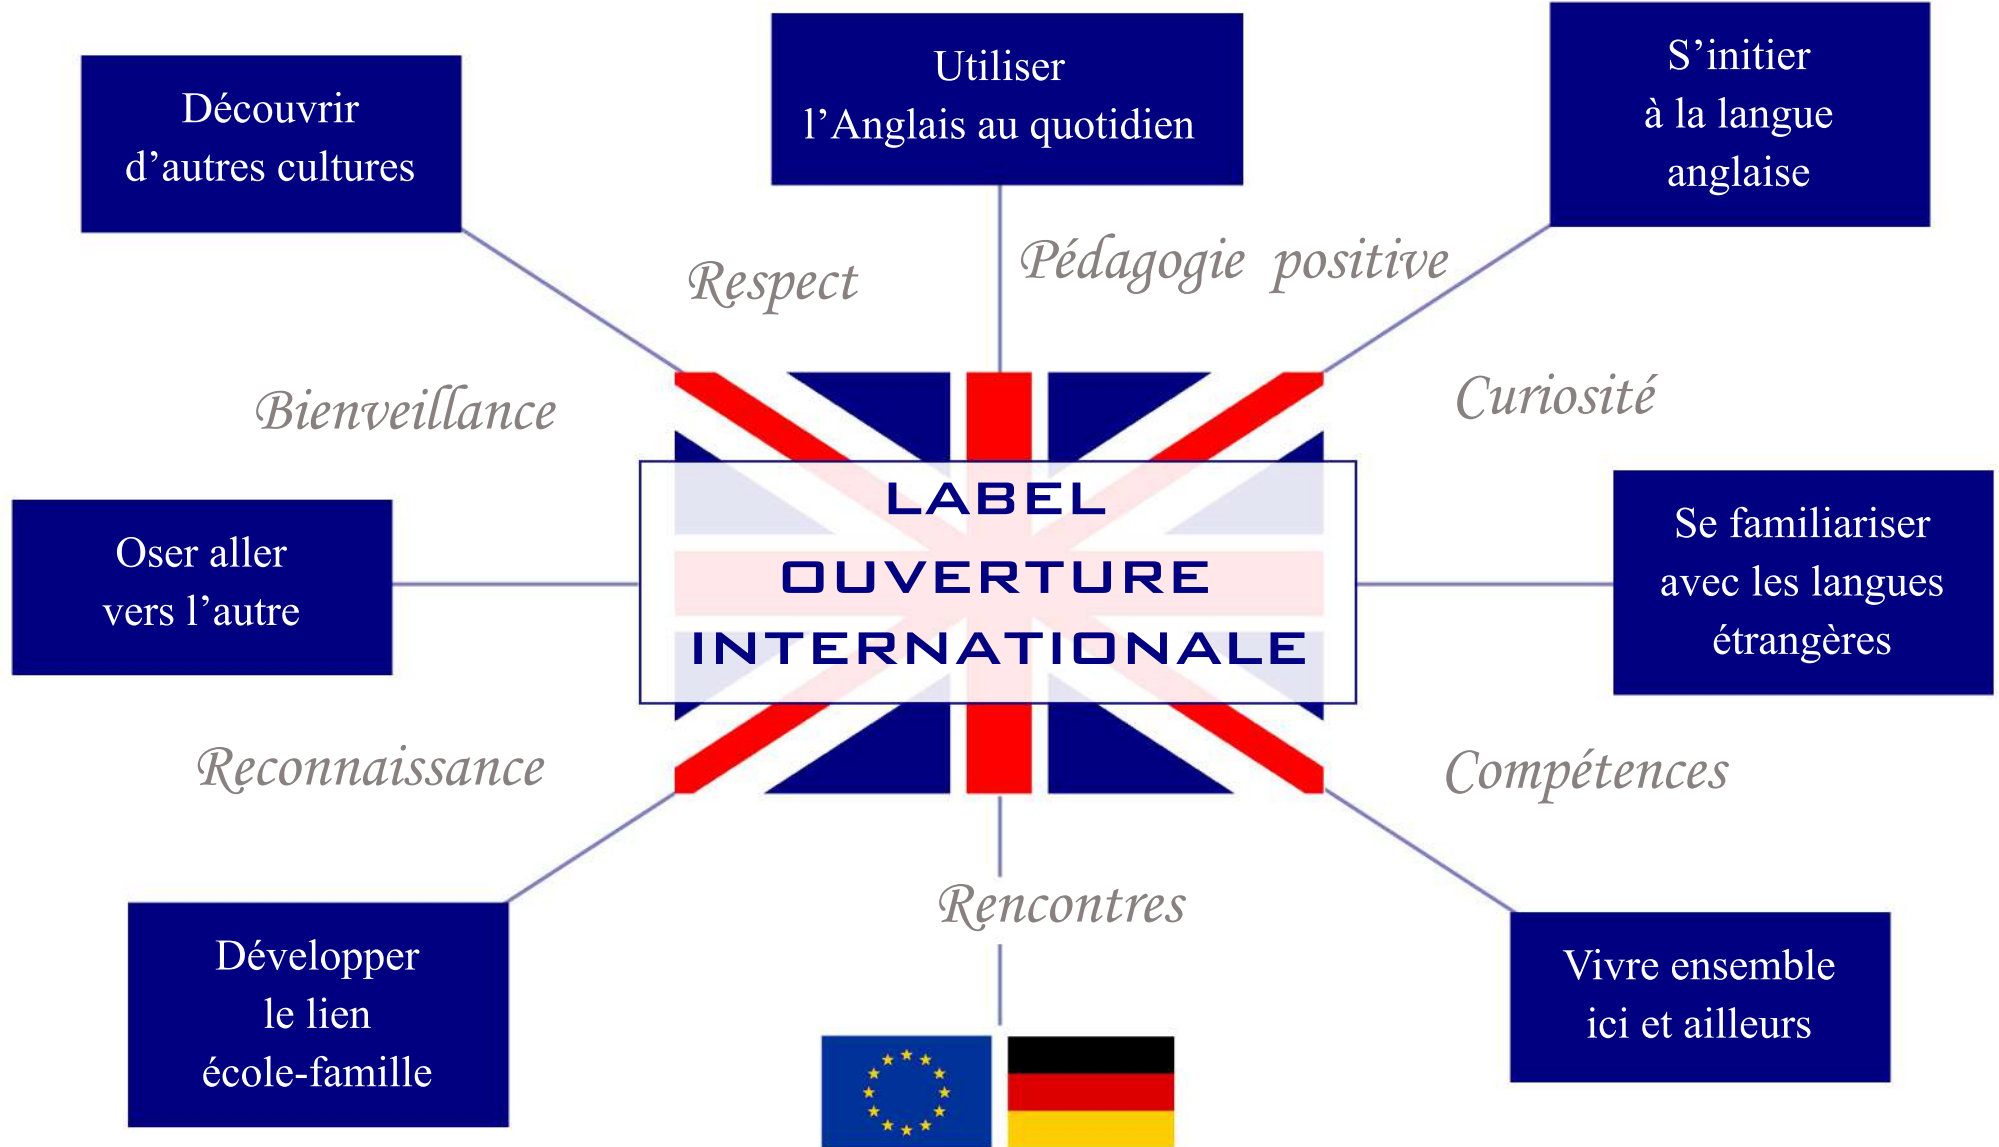 Découvrir
d’autres cultures
Utiliser
l’Anglais au quotidien
S’initier
à la langue
anglaise
Respect
Pédagogie positive
Bienveillance
Curiosité
LABEL
OUVERTURE
INTERNATIONALE
Oser aller
vers l’autre
Se familiariser
avec les langues
étrangères
Reconnaissance
Compétences
Rencontres
Développer
le lien
école-famille
Vivre ensemble
ici et ailleurs